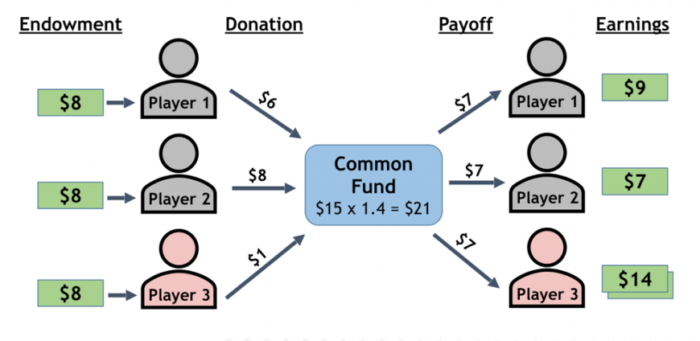 Endowment Donation Payoff Earnings
$8 Player 1 $6 $7 Player 1 $9
Common
Fund
$15 x 1.4 = $21
$8 Player 2 $8 $7 Player 2 $7
$8 Player 3 $1 $7 Player 3 $14